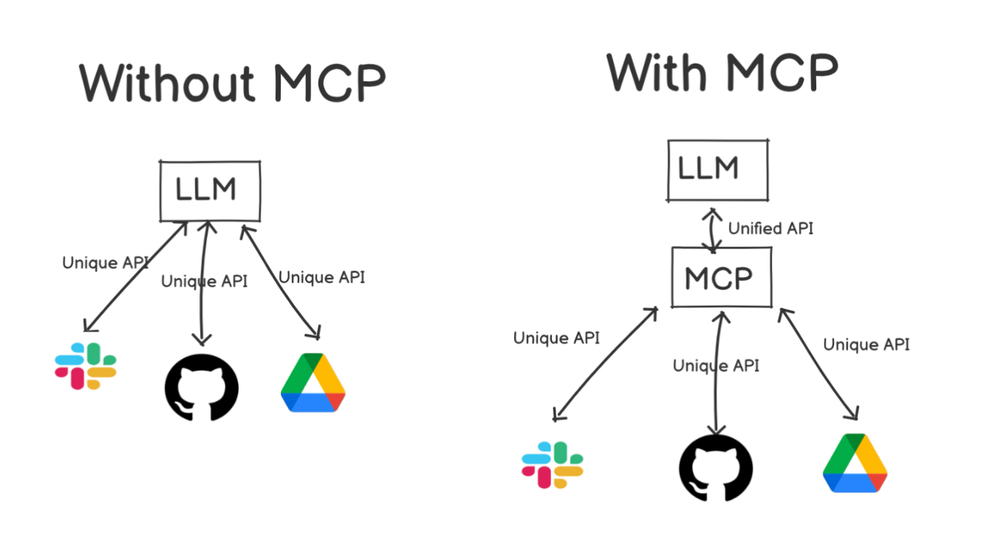 Without MCP
LLM
Unique API
Unique API
Unique API
With MCP
LLM
Unified API
MCP
Unique API
Unique API
Unique API